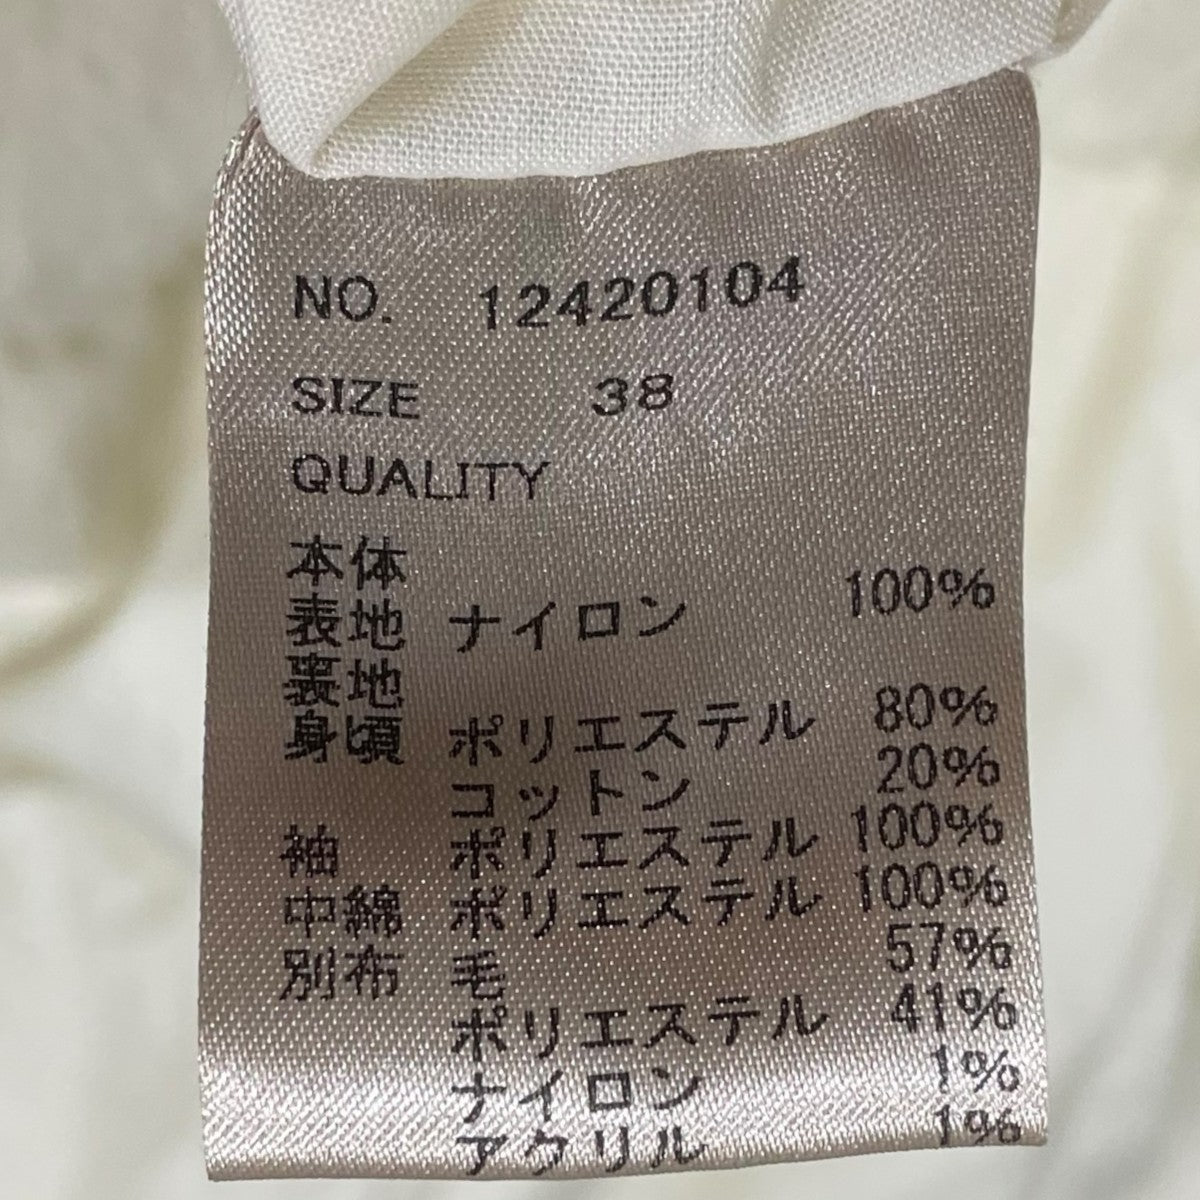 NO. 12420104
SIZE 38
QUALITY
本体
表地 ナイロン 100%
裏地
身頃 ポリエステル 80%
コットン 20%
袖 ポリエステル 100%
中綿 ポリエステル 100%
別布 毛 57%
ポリエステル 41%
ナイロン 1%
アクリル 1%